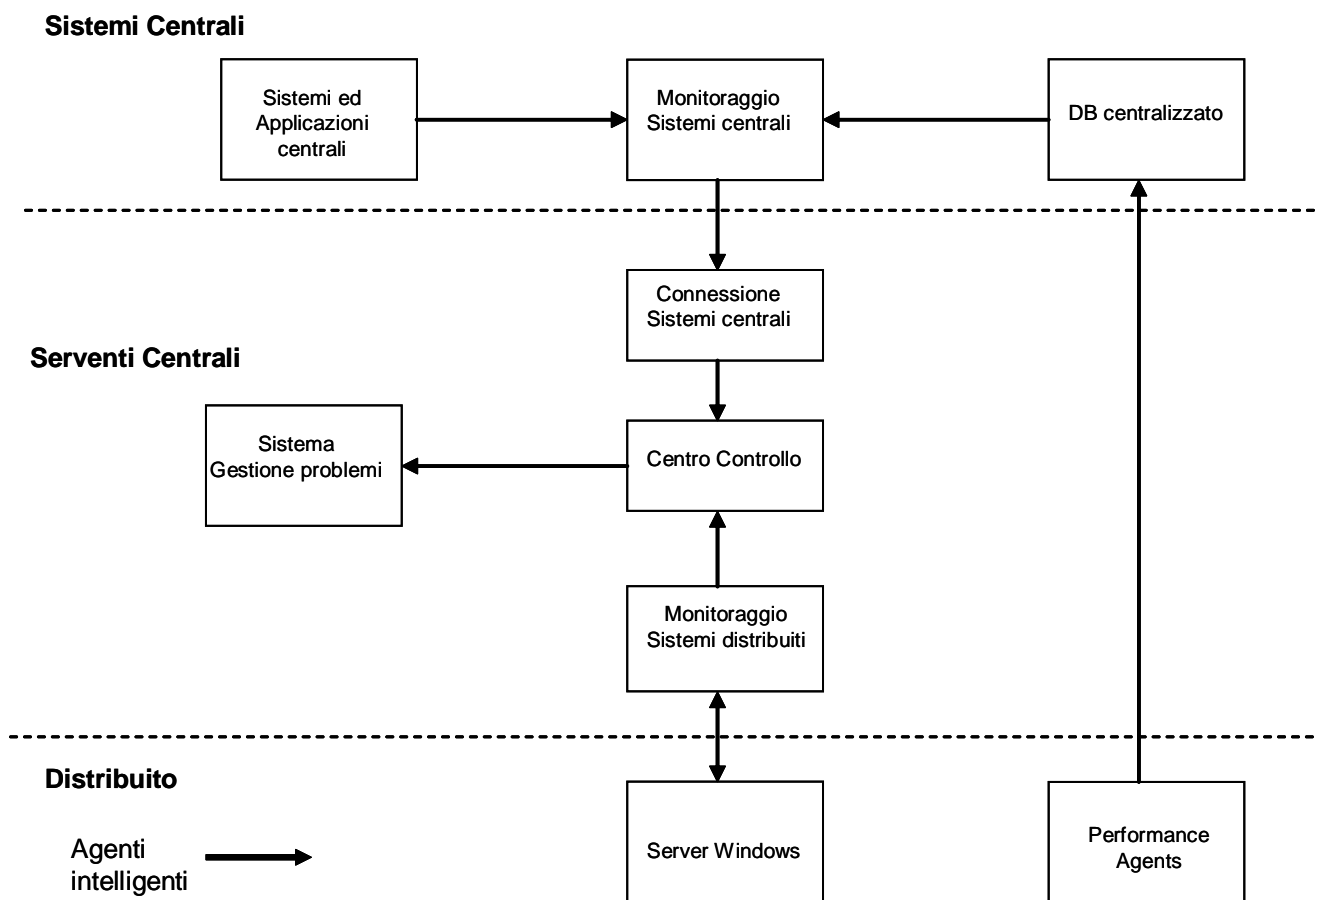 Sistemi Centrali
Sistemi ed
Applicazioni
centrali
Monitoraggio
Sistemi centrali
DB centralizzato
Connessione
Sistemi centrali
Serventi Centrali
Sistema
Gestione problemi
Centro Controllo
Monitoraggio
Sistemi distribuiti
Distribuito
Agenti
intelligenti
Server Windows
Performance
Agents